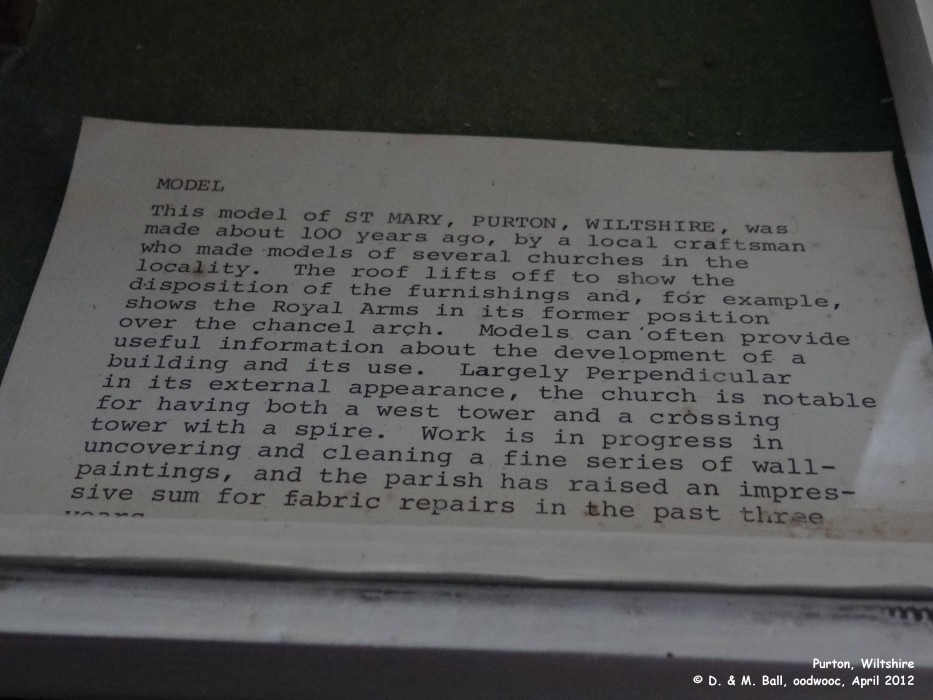 MODEL
This model of ST MARY, PURTON, WILTSHIRE, was
made about 100 years ago, by a local craftsman
who made models of several churches in the
locality. The roof lifts off to show the
disposition of the furnishings and, for example,
shows the Royal Arms in its former position
over the chancel arch. Models can often provide
useful information about the development of a
building and its use. Largely Perpendicular
in its external appearance, the church is notable
for having both a west tower and a crossing
tower with a spire. Work is in progress in
uncovering and cleaning a fine series of wall-
paintings, and the parish has raised an impres-
sive sum for fabric repairs in the past three
years
Purton, Wiltshire
© D. & M. Ball, oodwooc, April 2012